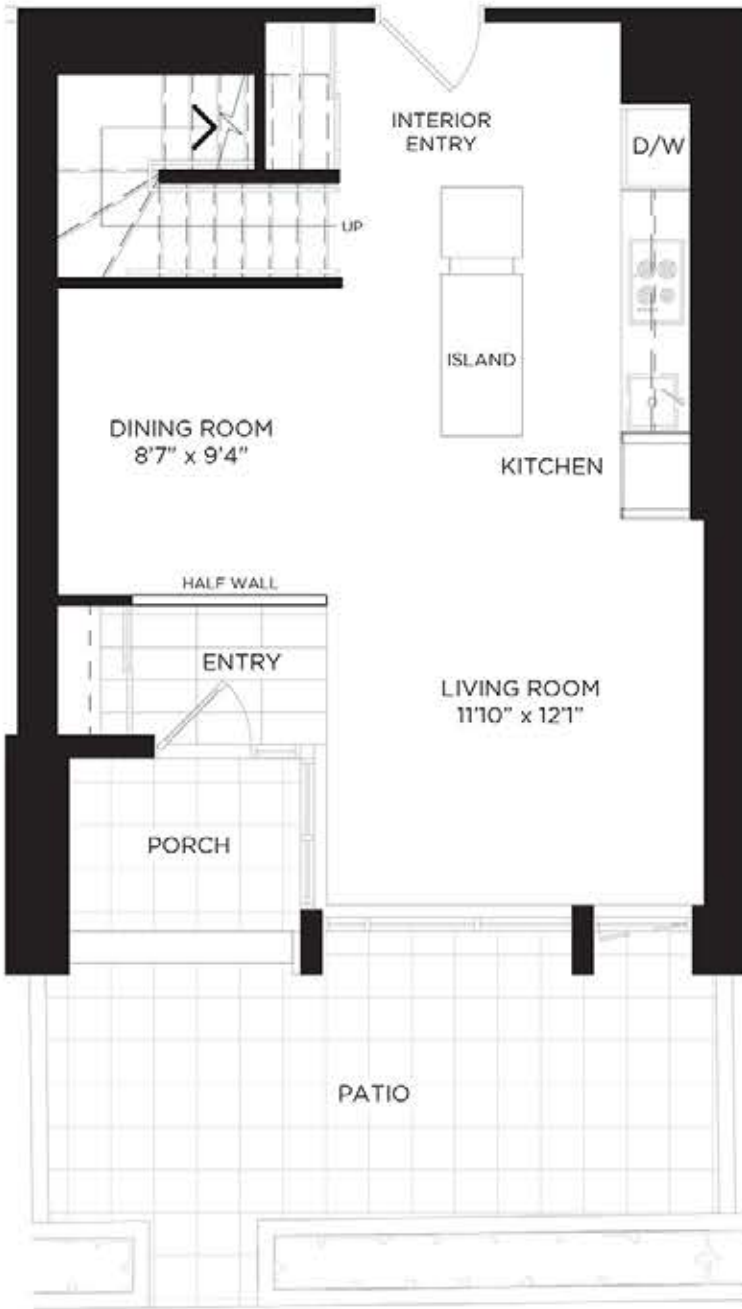 INTERIOR
ENTRY
D/W
UP
ISLAND
DINING ROOM
8'7" x 9'4"
KITCHEN
HALF WALL
ENTRY
LIVING ROOM
11'10" x 12'1"
PORCH
PATIO